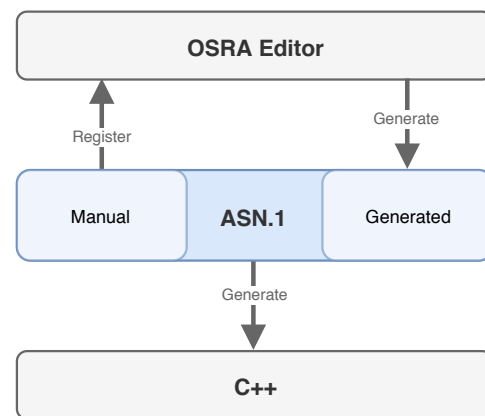 OSRA Editor
Register
Generate
Manual
ASN.1
Generated
Generate
C++